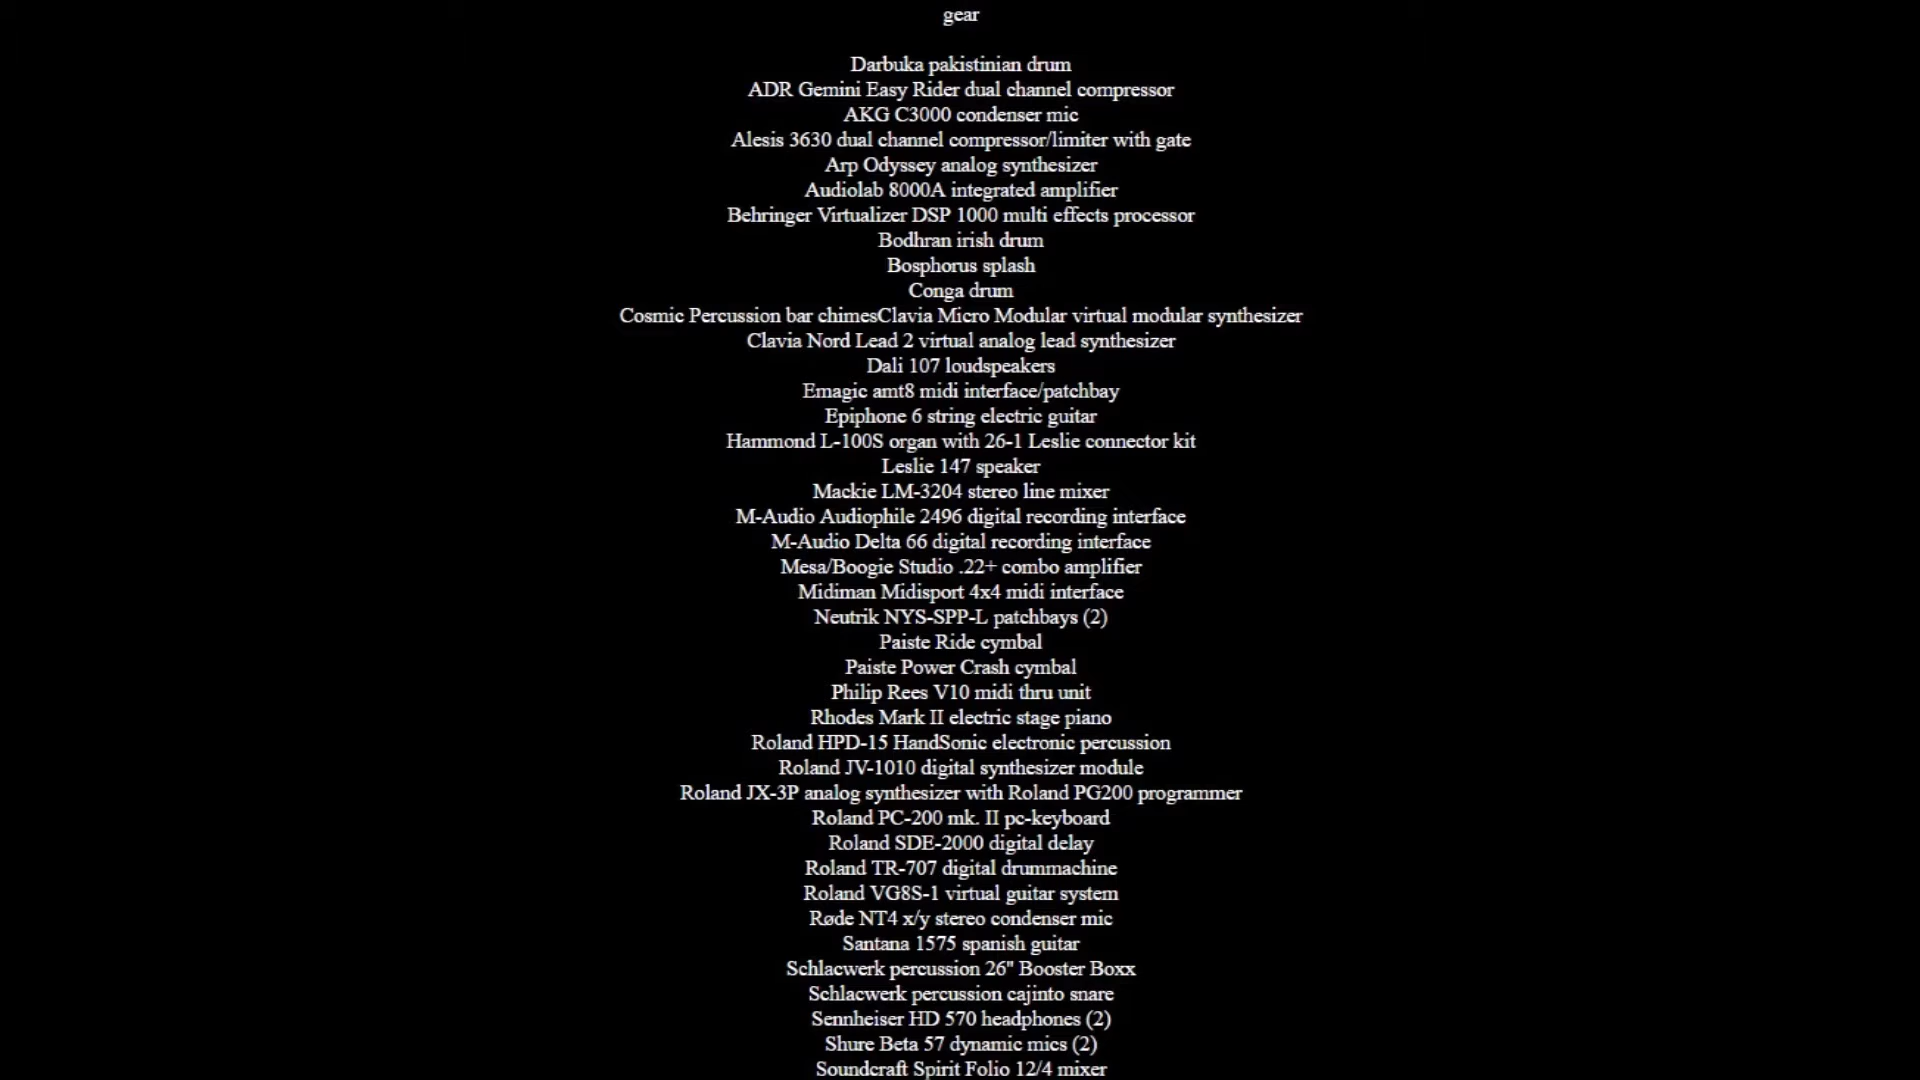 gear
Darbuka pakistinian drum
ADR Gemini Easy Rider dual channel compressor
AKG C3000 condenser mic
Alesis 3630 dual channel compressor/limiter with gate
Arp Odyssey analog synthesizer
Audiolab 8000A integrated amplifier
Behringer Virtualizer DSP 1000 multi effects processor
Bodhran irish drum
Bosphorus splash
Conga drum
Cosmic Percussion bar chimesClavia Micro Modular virtual modular synthesizer
Clavia Nord Lead 2 virtual analog lead synthesizer
Dali 107 loudspeakers
Emagic amt8 midi interface/patchbay
Epiphone 6 string electric guitar
Hammond L-100S organ with 26-1 Leslie connector kit
Leslie 147 speaker
Mackie LM-3204 stereo line mixer
M-Audio Audiophile 2496 digital recording interface
M-Audio Delta 66 digital recording interface
Mesa/Boogie Studio .22+ combo amplifier
Midiman Midisport 4x4 midi interface
Neutrik NYS-SPP-L patchbays (2)
Paiste Ride cymbal
Paiste Power Crash cymbal
Philip Rees V10 midi thru unit
Rhodes Mark II electric stage piano
Roland HPD-15 HandSonic electronic percussion
Roland JV-1010 digital synthesizer module
Roland JX-3P analog synthesizer with Roland PG200 programmer
Roland PC-200 mk. II pc-keyboard
Roland SDE-2000 digital delay
Roland TR-707 digital drummachine
Roland VG8S-1 virtual guitar system
Røde NT4 x/y stereo condenser mic
Santana 1575 spanish guitar
Schlacwerk percussion 26" Booster Boxx
Schlacwerk percussion cajinto snare
Sennheiser HD 570 headphones (2)
Shure Beta 57 dynamic mics (2)
Soundcraft Spirit Folio 12/4 mixer